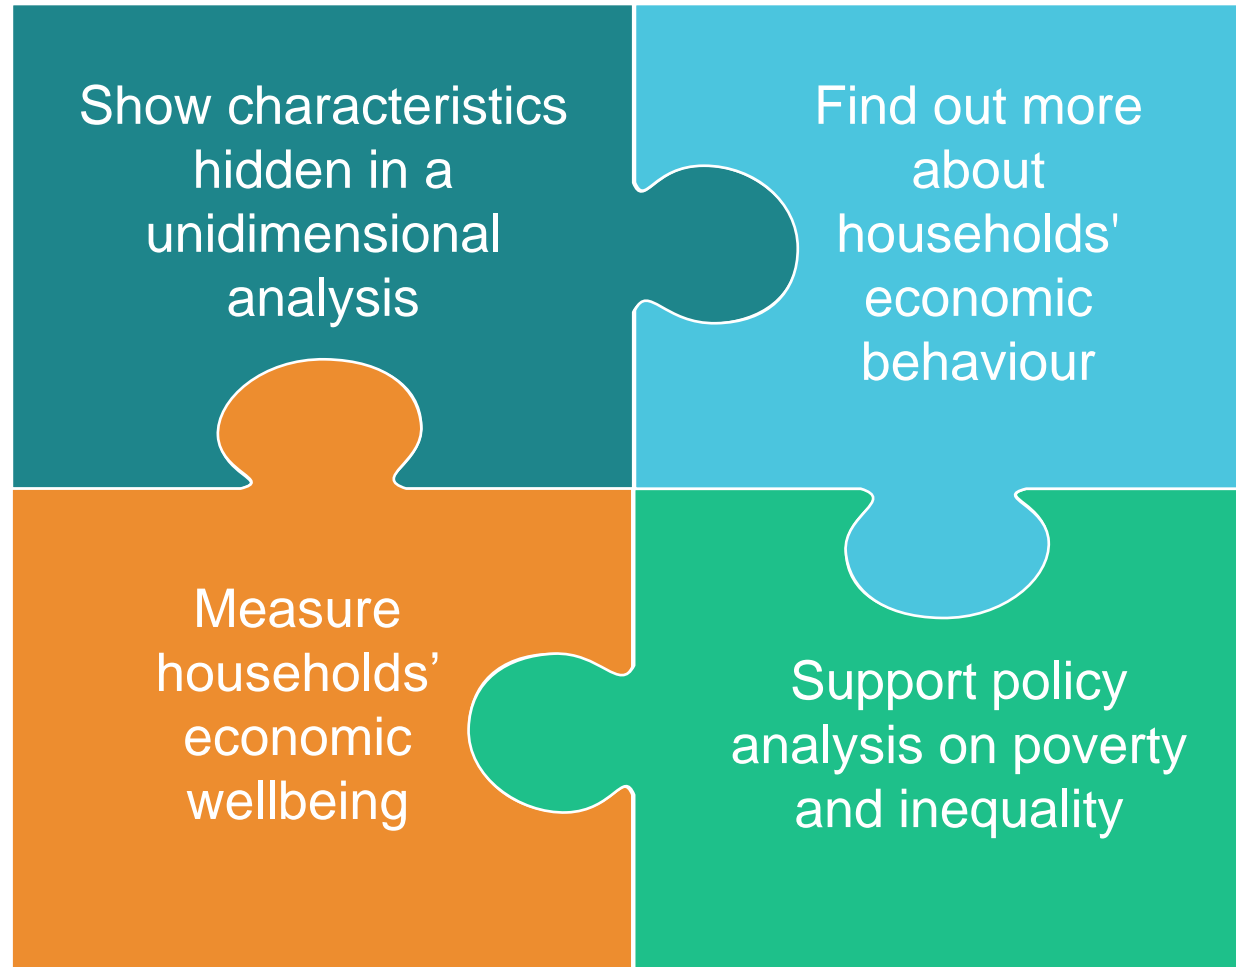 Show characteristics
hidden in a
unidimensional
analysis
Find out more
about
households'
economic
behaviour
Measure
households’
economic
wellbeing
Support policy
analysis on poverty
and inequality